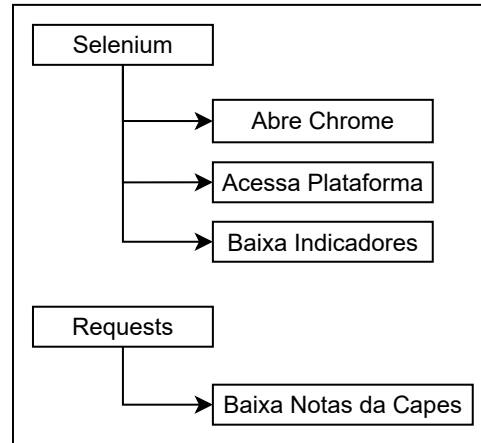 Selenium
Abre Chrome
Acessa Plataforma
Baixa Indicadores
Requests
Baixa Notas da Capes